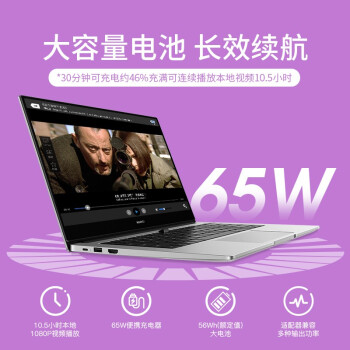 大容量电池 长效续航
*30分钟可充电约46%充满可连续播放本地视频10.5小时
65W
10.5小时本地
1080P视频播放
65W便携充电器
56Wh(额定值)
大电池
适配器兼容
多种输出功率